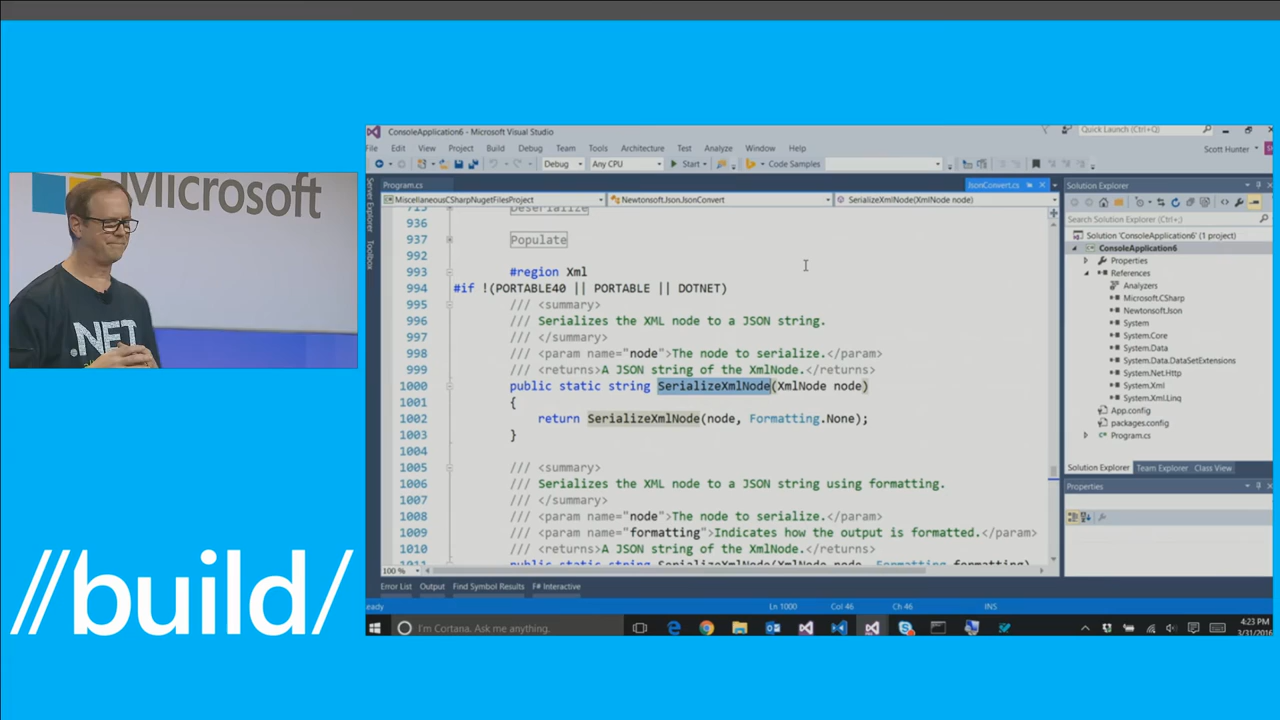 Microsoft
.NET
//build/
ConsoleApplication6 - Microsoft Visual Studio
Quick Launch (Ctrl+Q)
File Edit View Project Build Debug Team Tools Architecture Test Analyze Window Help
Scott Hunter
Debug Any CPU Start Code Samples
Server Explorer
Toolbox
Program.cs
JsonConvert.cs
MiscellaneousCSharpNugetFilesProject
Newtonsoft.Json.JsonConvert
SerializeXmlNode(XmlNode node)
915 Deserialize
936
937 Populate
992
993 #region Xml
994 #if !(PORTABLE40 || PORTABLE || DOTNET)
995 /// <summary>
996 /// Serializes the XML node to a JSON string.
997 /// </summary>
998 /// <param name="node">The node to serialize.</param>
999 /// <returns>A JSON string of the XmlNode.</returns>
1000 public static string SerializeXmlNode(XmlNode node)
1001 {
1002 return SerializeXmlNode(node, Formatting.None);
1003 }
1004
1005 /// <summary>
1006 /// Serializes the XML node to a JSON string using formatting.
1007 /// </summary>
1008 /// <param name="node">The node to serialize.</param>
1009 /// <param name="formatting">Indicates how the output is formatted.</param>
1010 /// <returns>A JSON string of the XmlNode.</returns>
1011 public static string SerializeXmlNode(XmlNode node, Formatting formatting)
100 %
Error List Output Find Symbol Results F# Interactive
eady
Ln 1000 Col 46 Ch 46 INS
Solution Explorer
Search Solution Explorer (Ctrl+;)
Solution 'ConsoleApplication6' (1 project)
ConsoleApplication6
Properties
References
Analyzers
Microsoft.CSharp
Newtonsoft.Json
System
System.Core
System.Data
System.Data.DataSetExtensions
System.Net.Http
System.Xml
System.Xml.Linq
App.config
packages.config
Program.cs
Solution Explorer Team Explorer Class View
Properties
I'm Cortana. Ask me anything.
4:23 PM
3/31/2016